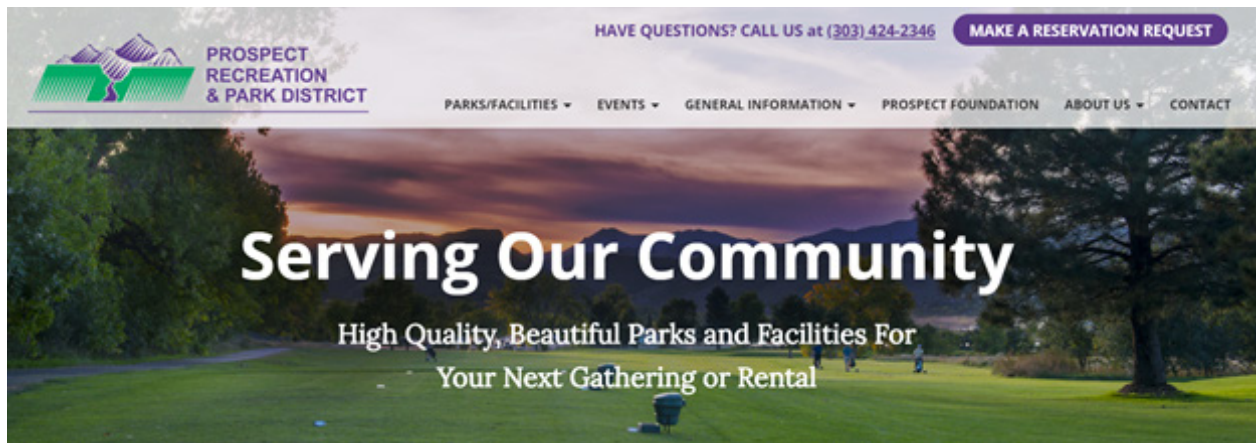 PROSPECT
RECREATION
& PARK DISTRICT
HAVE QUESTIONS? CALL US at (303) 424-2346
MAKE A RESERVATION REQUEST
PARKS/FACILITIES EVENTS GENERAL INFORMATION PROSPECT FOUNDATION ABOUT US CONTACT
Serving Our Community
High Quality, Beautiful Parks and Facilities For
Your Next Gathering or Rental